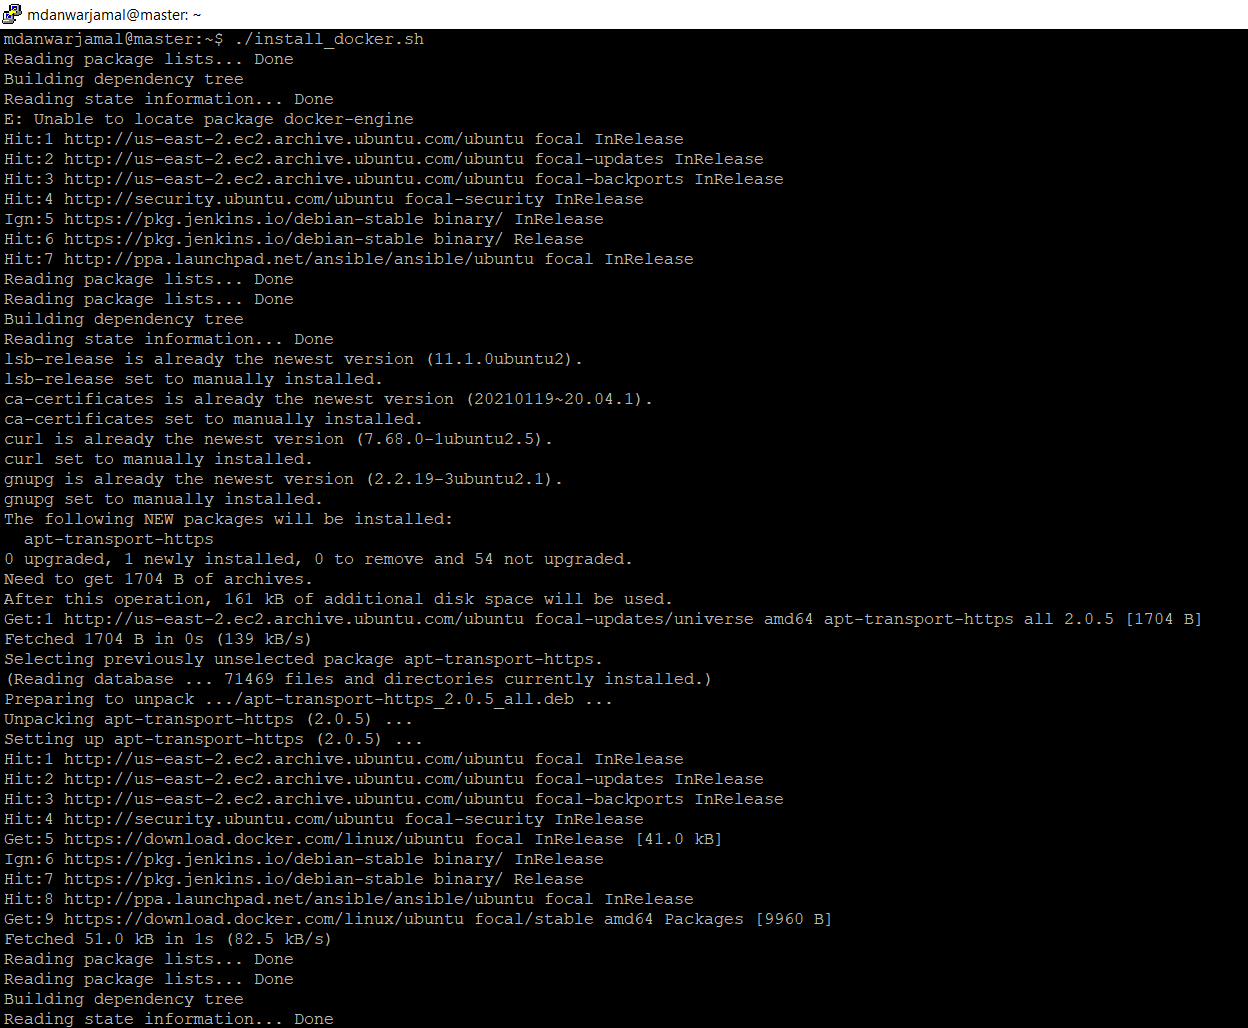 mdanwarjamal@master: ~
mdanwarjamal@master:~$ ./install_docker.sh
Reading package lists... Done
Building dependency tree
Reading state information... Done
E: Unable to locate package docker-engine
Hit:1 http://us-east-2.ec2.archive.ubuntu.com/ubuntu focal InRelease
Hit:2 http://us-east-2.ec2.archive.ubuntu.com/ubuntu focal-updates InRelease
Hit:3 http://us-east-2.ec2.archive.ubuntu.com/ubuntu focal-backports InRelease
Hit:4 http://security.ubuntu.com/ubuntu focal-security InRelease
Ign:5 https://pkg.jenkins.io/debian-stable binary/ InRelease
Hit:6 https://pkg.jenkins.io/debian-stable binary/ Release
Hit:7 http://ppa.launchpad.net/ansible/ansible/ubuntu focal InRelease
Reading package lists... Done
Reading package lists... Done
Building dependency tree
Reading state information... Done
lsb-release is already the newest version (11.1.0ubuntu2).
lsb-release set to manually installed.
ca-certificates is already the newest version (20210119~20.04.1).
ca-certificates set to manually installed.
curl is already the newest version (7.68.0-1ubuntu2.5).
curl set to manually installed.
gnupg is already the newest version (2.2.19-3ubuntu2.1).
gnupg set to manually installed.
The following NEW packages will be installed:
  apt-transport-https
0 upgraded, 1 newly installed, 0 to remove and 54 not upgraded.
Need to get 1704 B of archives.
After this operation, 161 kB of additional disk space will be used.
Get:1 http://us-east-2.ec2.archive.ubuntu.com/ubuntu focal-updates/universe amd64 apt-transport-https all 2.0.5 [1704 B]
Fetched 1704 B in 0s (139 kB/s)
Selecting previously unselected package apt-transport-https.
(Reading database ... 71469 files and directories currently installed.)
Preparing to unpack .../apt-transport-https_2.0.5_all.deb ...
Unpacking apt-transport-https (2.0.5) ...
Setting up apt-transport-https (2.0.5) ...
Hit:1 http://us-east-2.ec2.archive.ubuntu.com/ubuntu focal InRelease
Hit:2 http://us-east-2.ec2.archive.ubuntu.com/ubuntu focal-updates InRelease
Hit:3 http://us-east-2.ec2.archive.ubuntu.com/ubuntu focal-backports InRelease
Hit:4 http://security.ubuntu.com/ubuntu focal-security InRelease
Get:5 https://download.docker.com/linux/ubuntu focal InRelease [41.0 kB]
Ign:6 https://pkg.jenkins.io/debian-stable binary/ InRelease
Hit:7 https://pkg.jenkins.io/debian-stable binary/ Release
Hit:8 http://ppa.launchpad.net/ansible/ansible/ubuntu focal InRelease
Get:9 https://download.docker.com/linux/ubuntu focal/stable amd64 Packages [9960 B]
Fetched 51.0 kB in 1s (82.5 kB/s)
Reading package lists... Done
Reading package lists... Done
Building dependency tree
Reading state information... Done